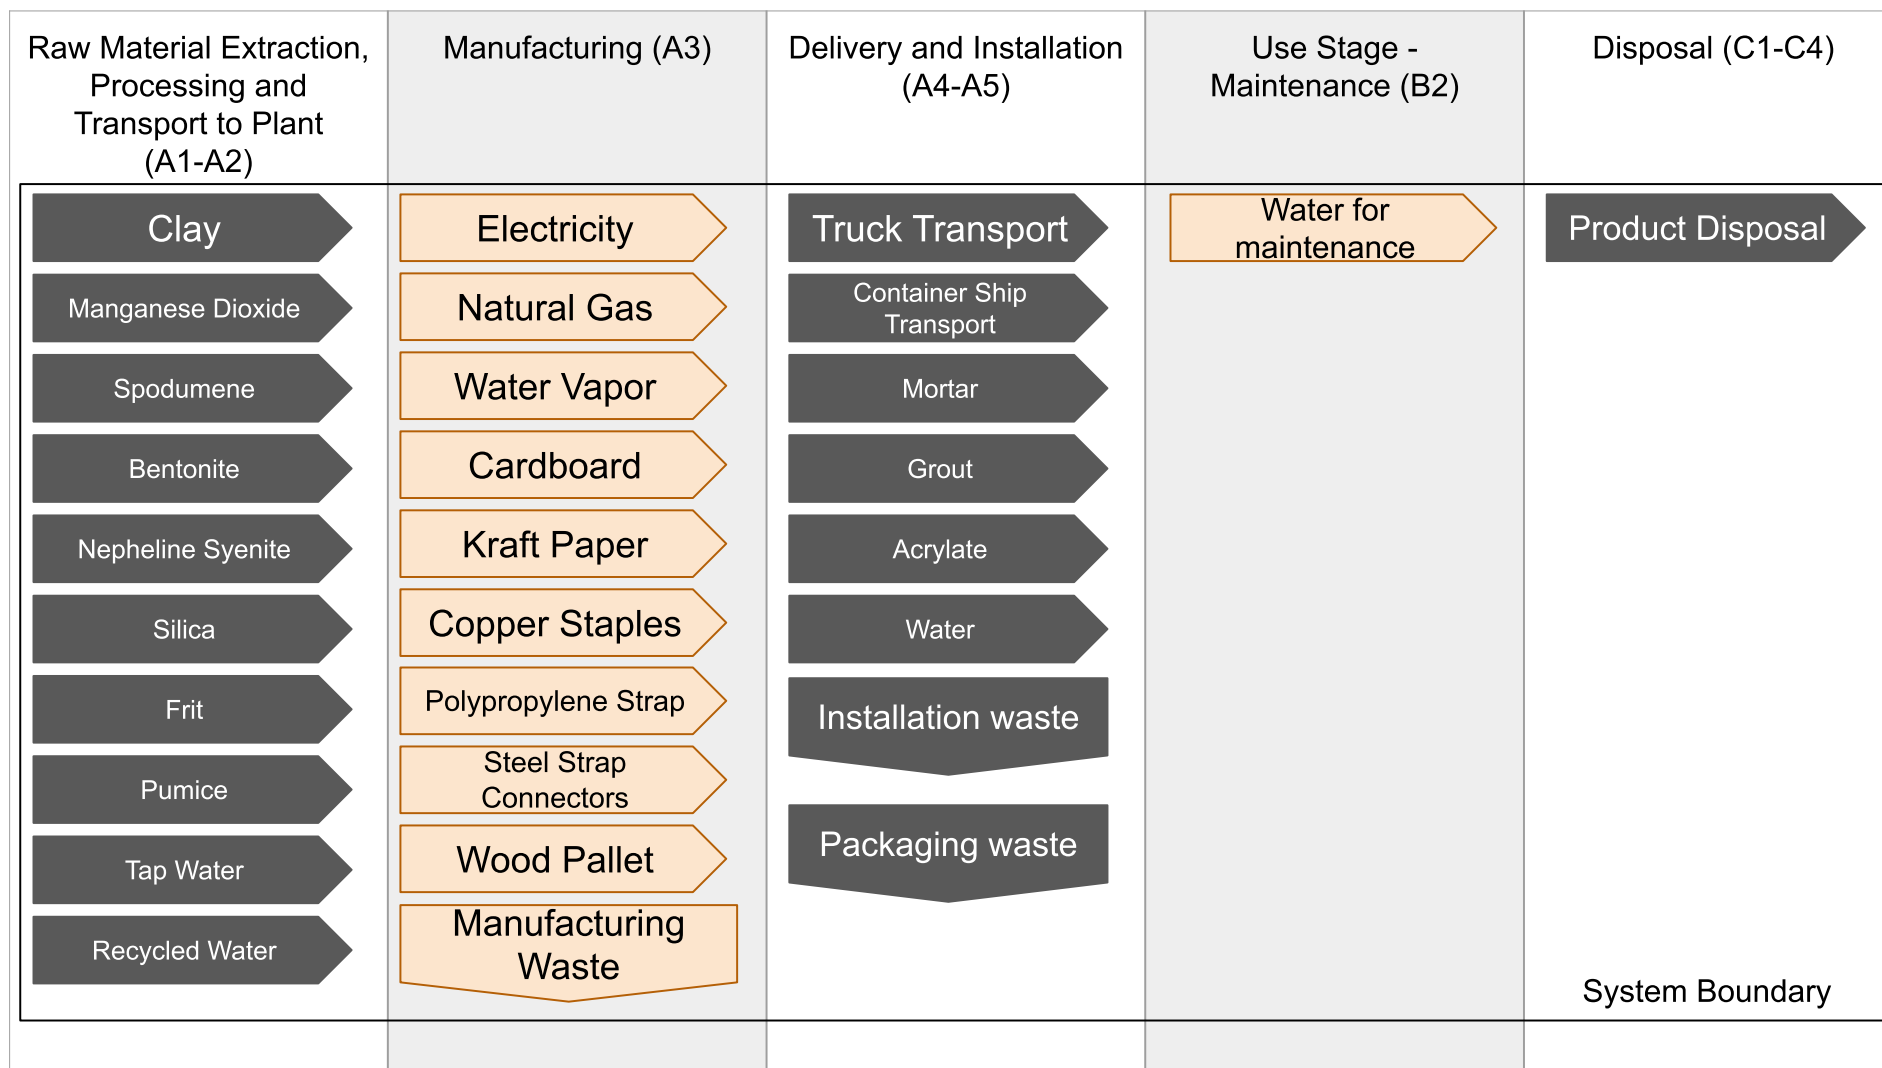 Raw Material Extraction,
Processing and
Transport to Plant
(A1-A2)
Manufacturing (A3)
Delivery and Installation
(A4-A5)
Use Stage -
Maintenance (B2)
Disposal (C1-C4)
Clay
Manganese Dioxide
Spodumene
Bentonite
Nepheline Syenite
Silica
Frit
Pumice
Tap Water
Recycled Water
Electricity
Natural Gas
Water Vapor
Cardboard
Kraft Paper
Copper Staples
Polypropylene Strap
Steel Strap
Connectors
Wood Pallet
Manufacturing
Waste
Truck Transport
Container Ship
Transport
Mortar
Grout
Acrylate
Water
Installation waste
Packaging waste
Water for
maintenance
Product Disposal
System Boundary